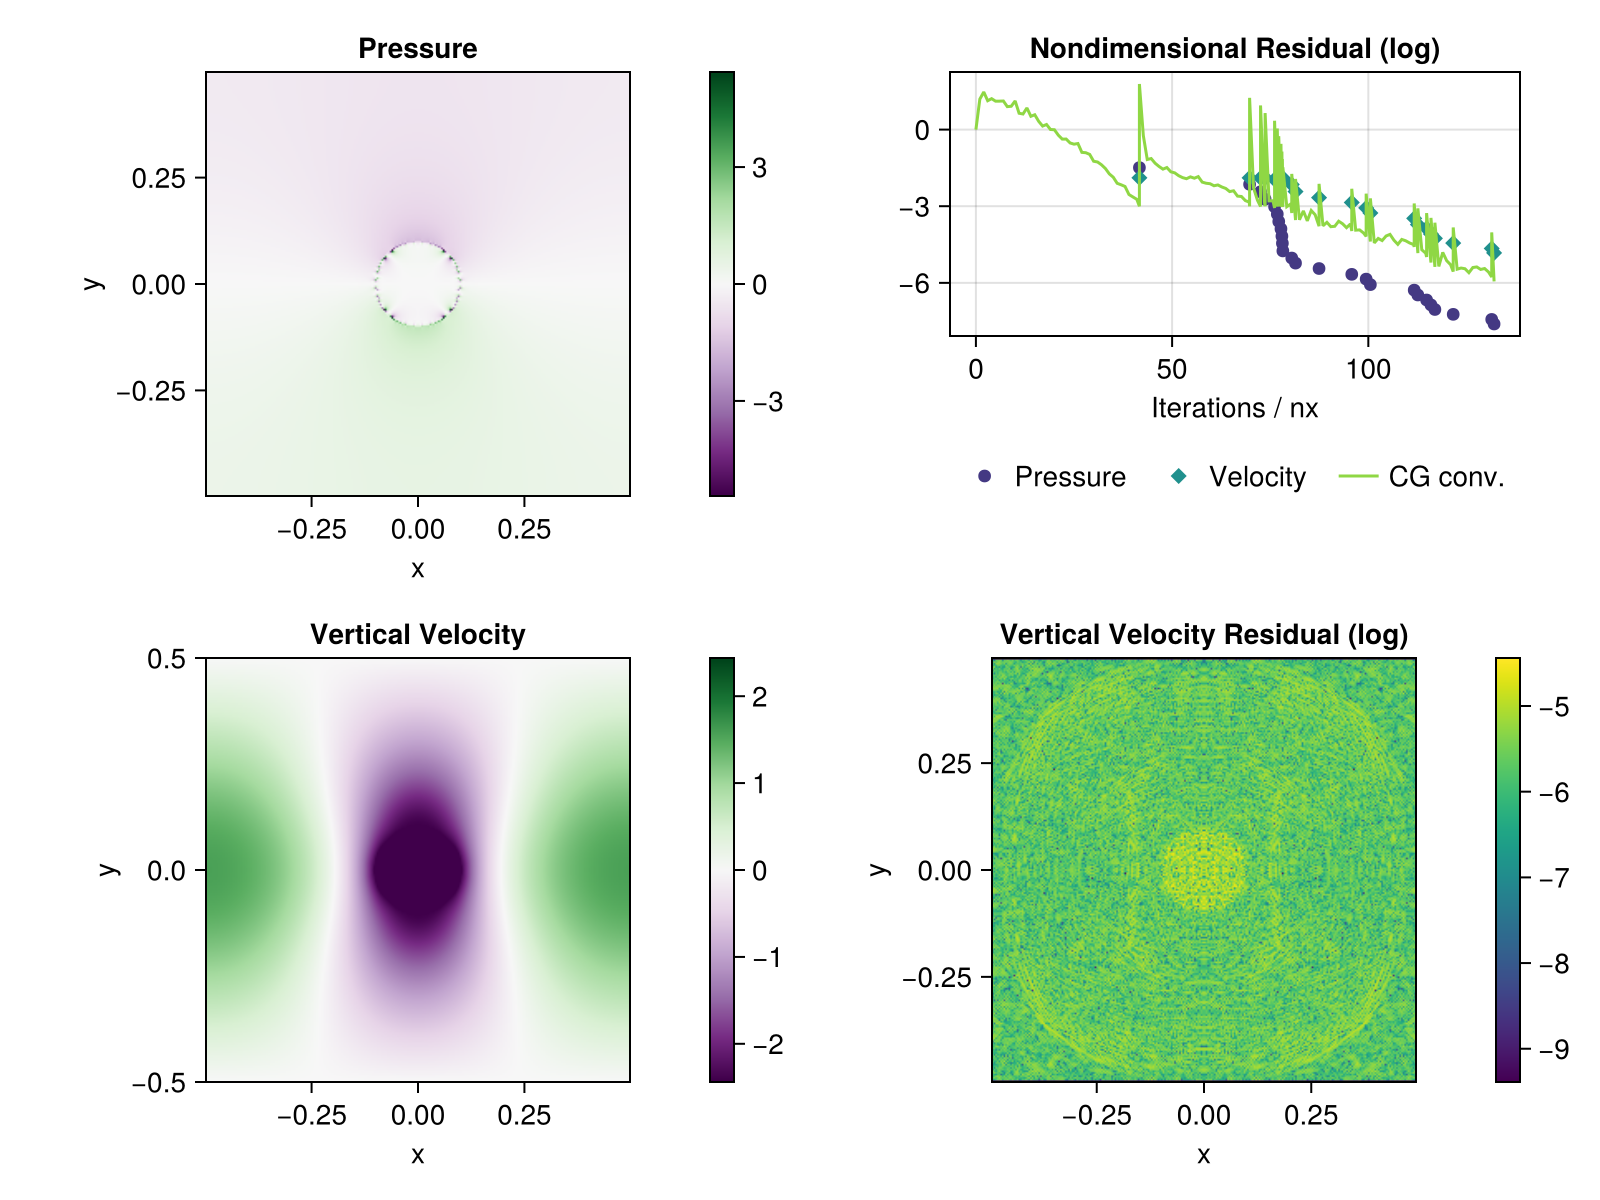 Pressure
y
0.25
0.00
−0.25
−0.25 0.00 0.25
x
3
0
−3
Nondimensional Residual (log)
0
−3
−6
0 50 100
Iterations / nx
Pressure Velocity CG conv.
Vertical Velocity
y
0.5
0.0
−0.5
−0.25 0.00 0.25
x
2
1
0
−1
−2
Vertical Velocity Residual (log)
y
0.25
0.00
−0.25
−0.25 0.00 0.25
x
−5
−6
−7
−8
−9